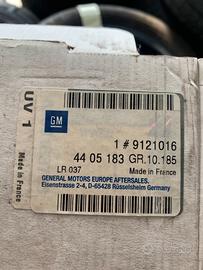 UV 1
Made in France
GM
1 # 9121016
44 05 183 GR.10.185
LR 037
Made in France
GENERAL MOTORS EUROPE AFTERSALES.
Eisenstrasse 2-4, D-65428 Rüsselsheim Germany